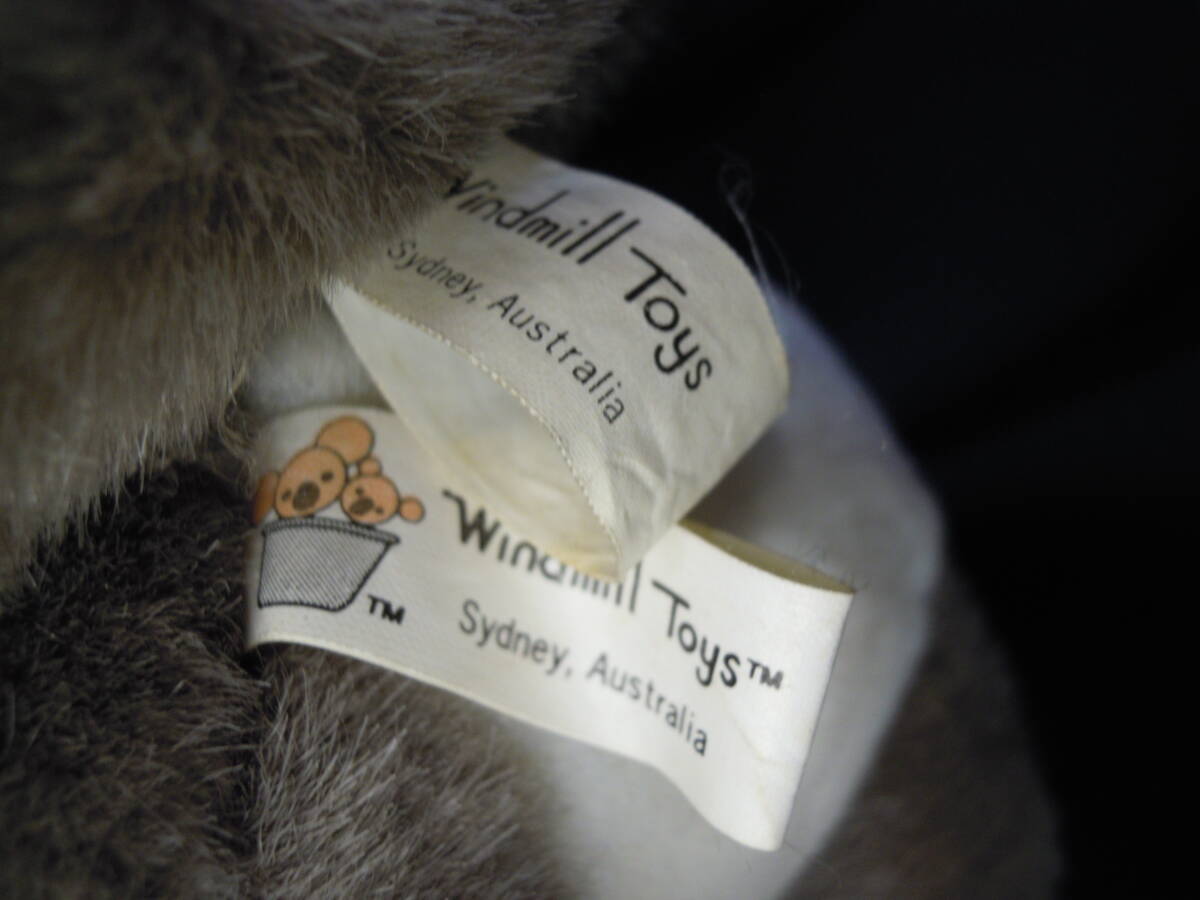 Windmill Toys
Sydney, Australia
TM
Windmill Toys™
Sydney, Australia